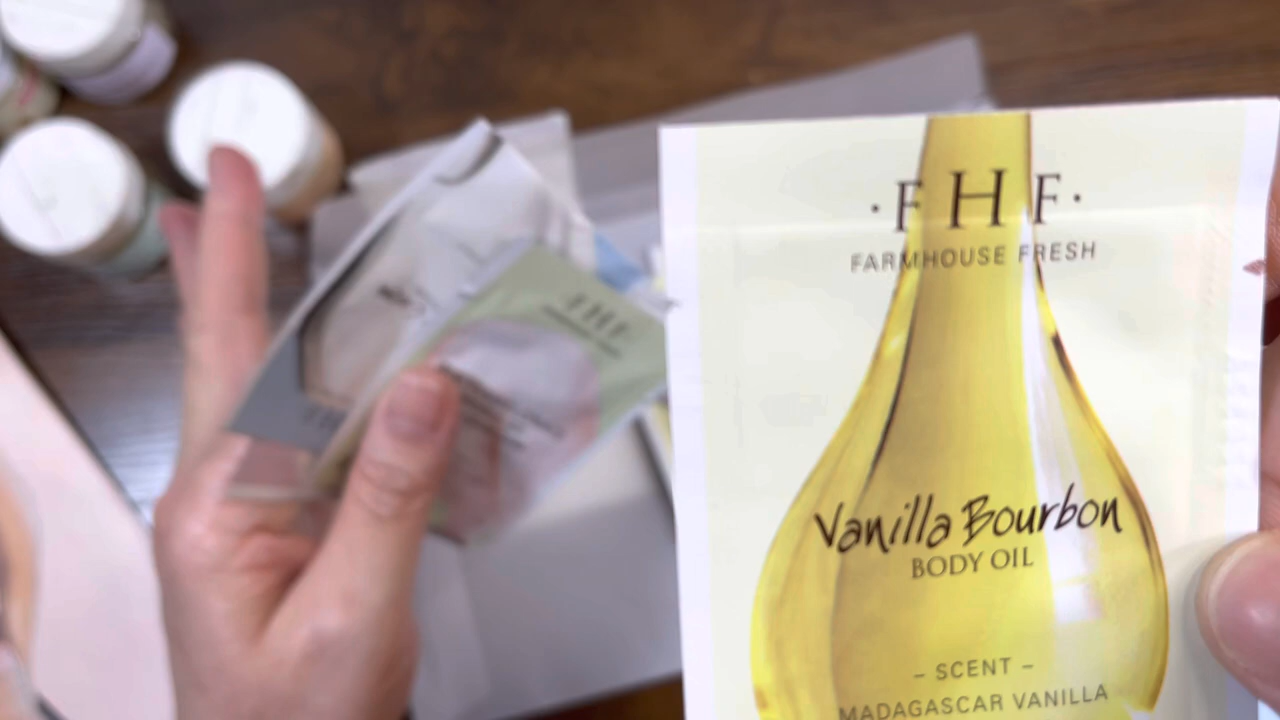 · F H F ·
FARMHOUSE FRESH
Vanilla Bourbon
BODY OIL
– SCENT –
MADAGASCAR VANILLA
FHF